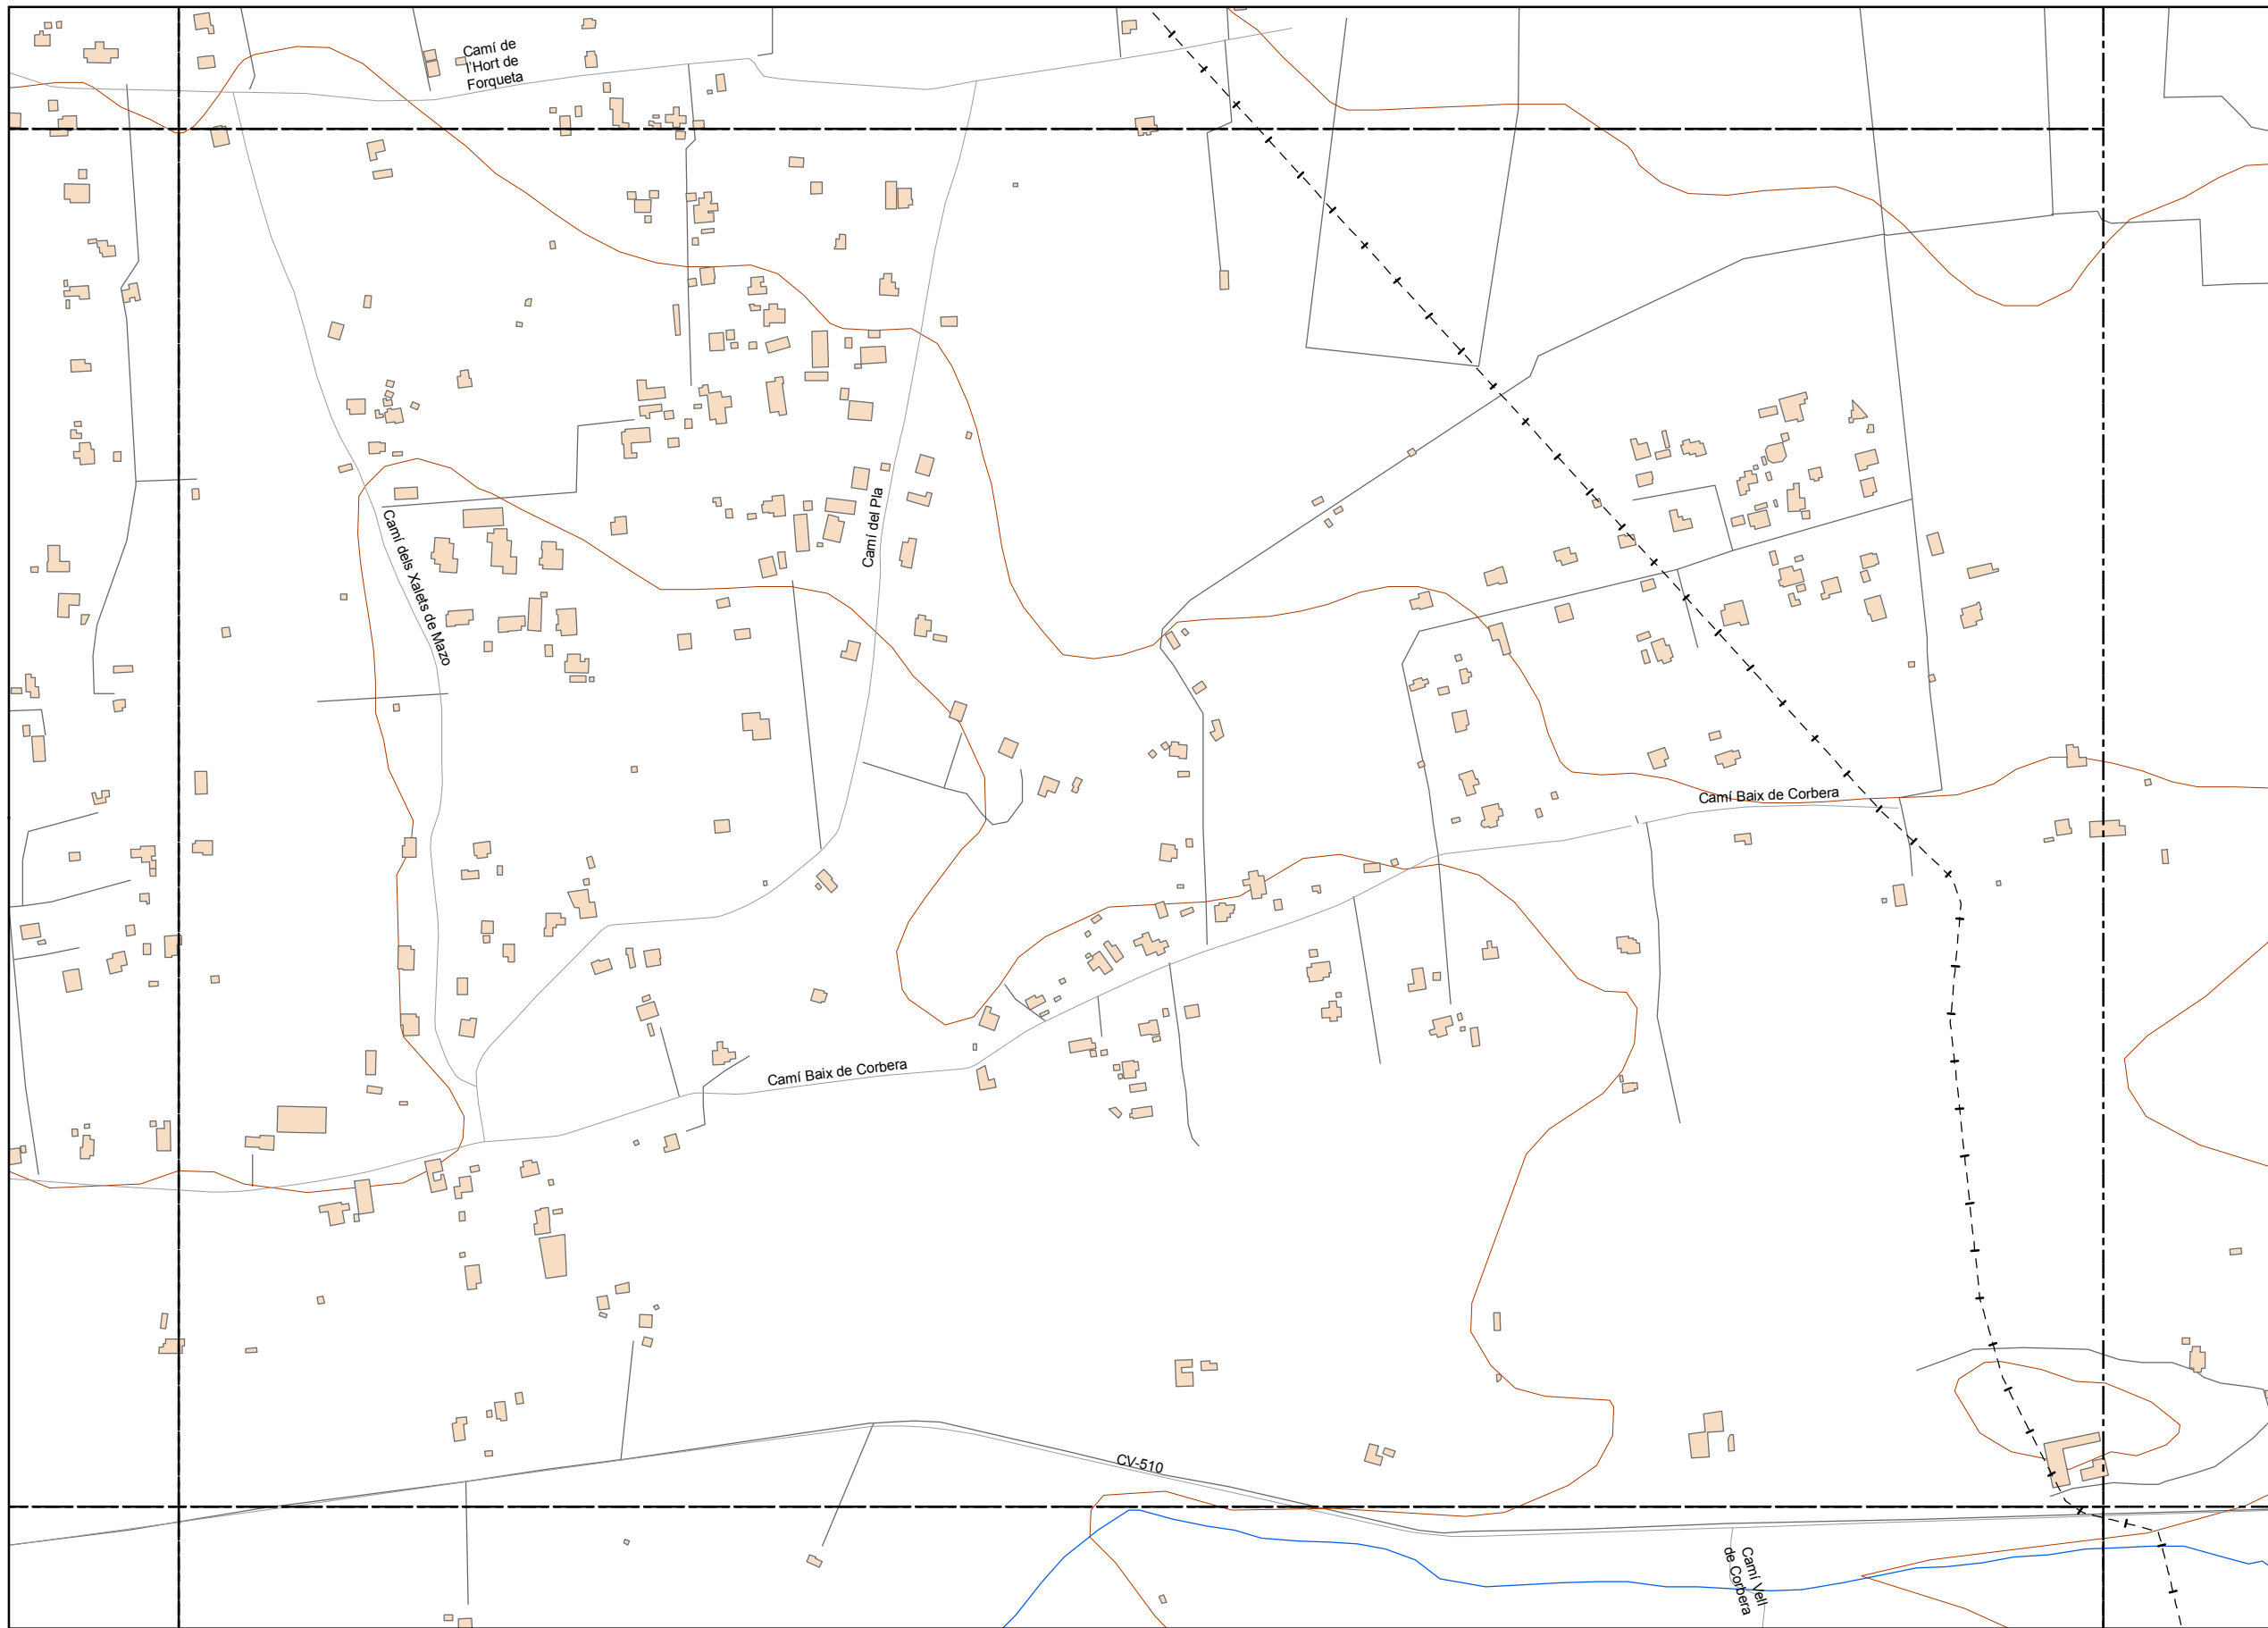 Camí de
l'Hort de
Forqueta
Camí dels Xalets de Mazo
Camí del Pla
Camí Baix de Corbera
Camí Baix de Corbera
CV-510
Camí Vell
de Corbera